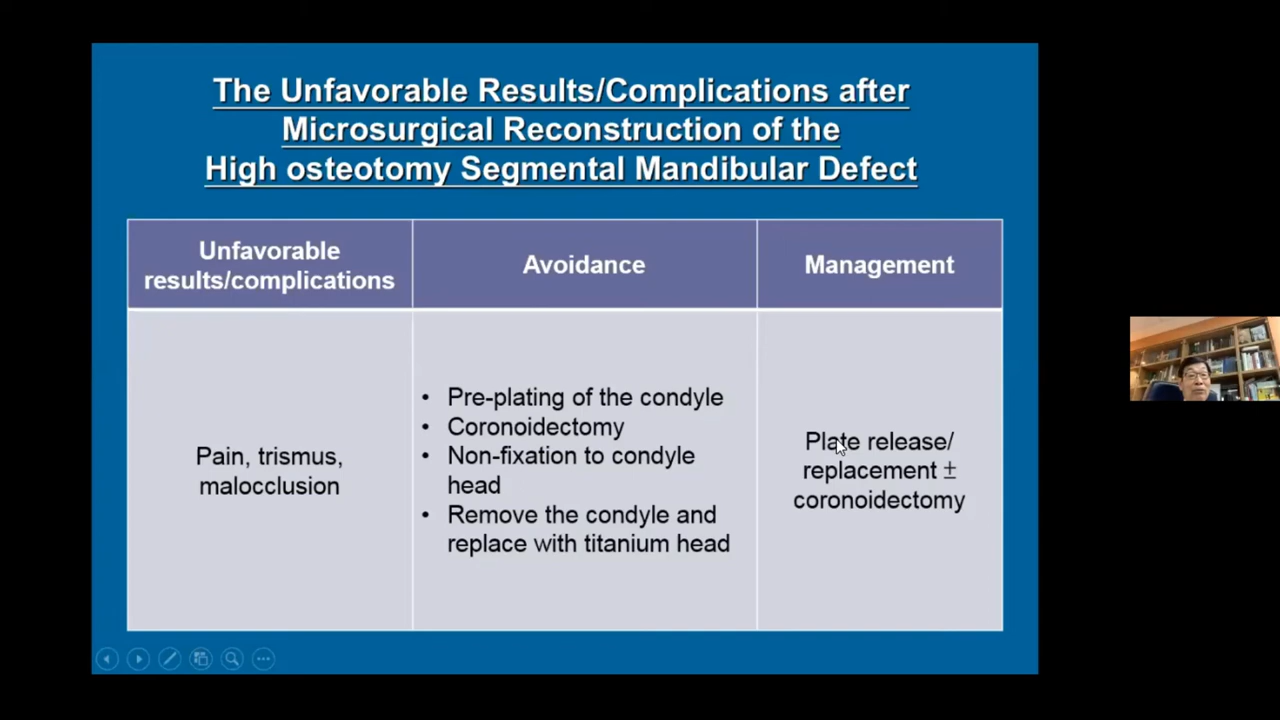 The Unfavorable Results/Complications after
Microsurgical Reconstruction of the
High osteotomy Segmental Mandibular Defect
Unfavorable
results/complications
Avoidance
Management
Pain, trismus,
malocclusion
• Pre-plating of the condyle
• Coronoidectomy
• Non-fixation to condyle
head
• Remove the condyle and
replace with titanium head
Plate release/
replacement ±
coronoidectomy